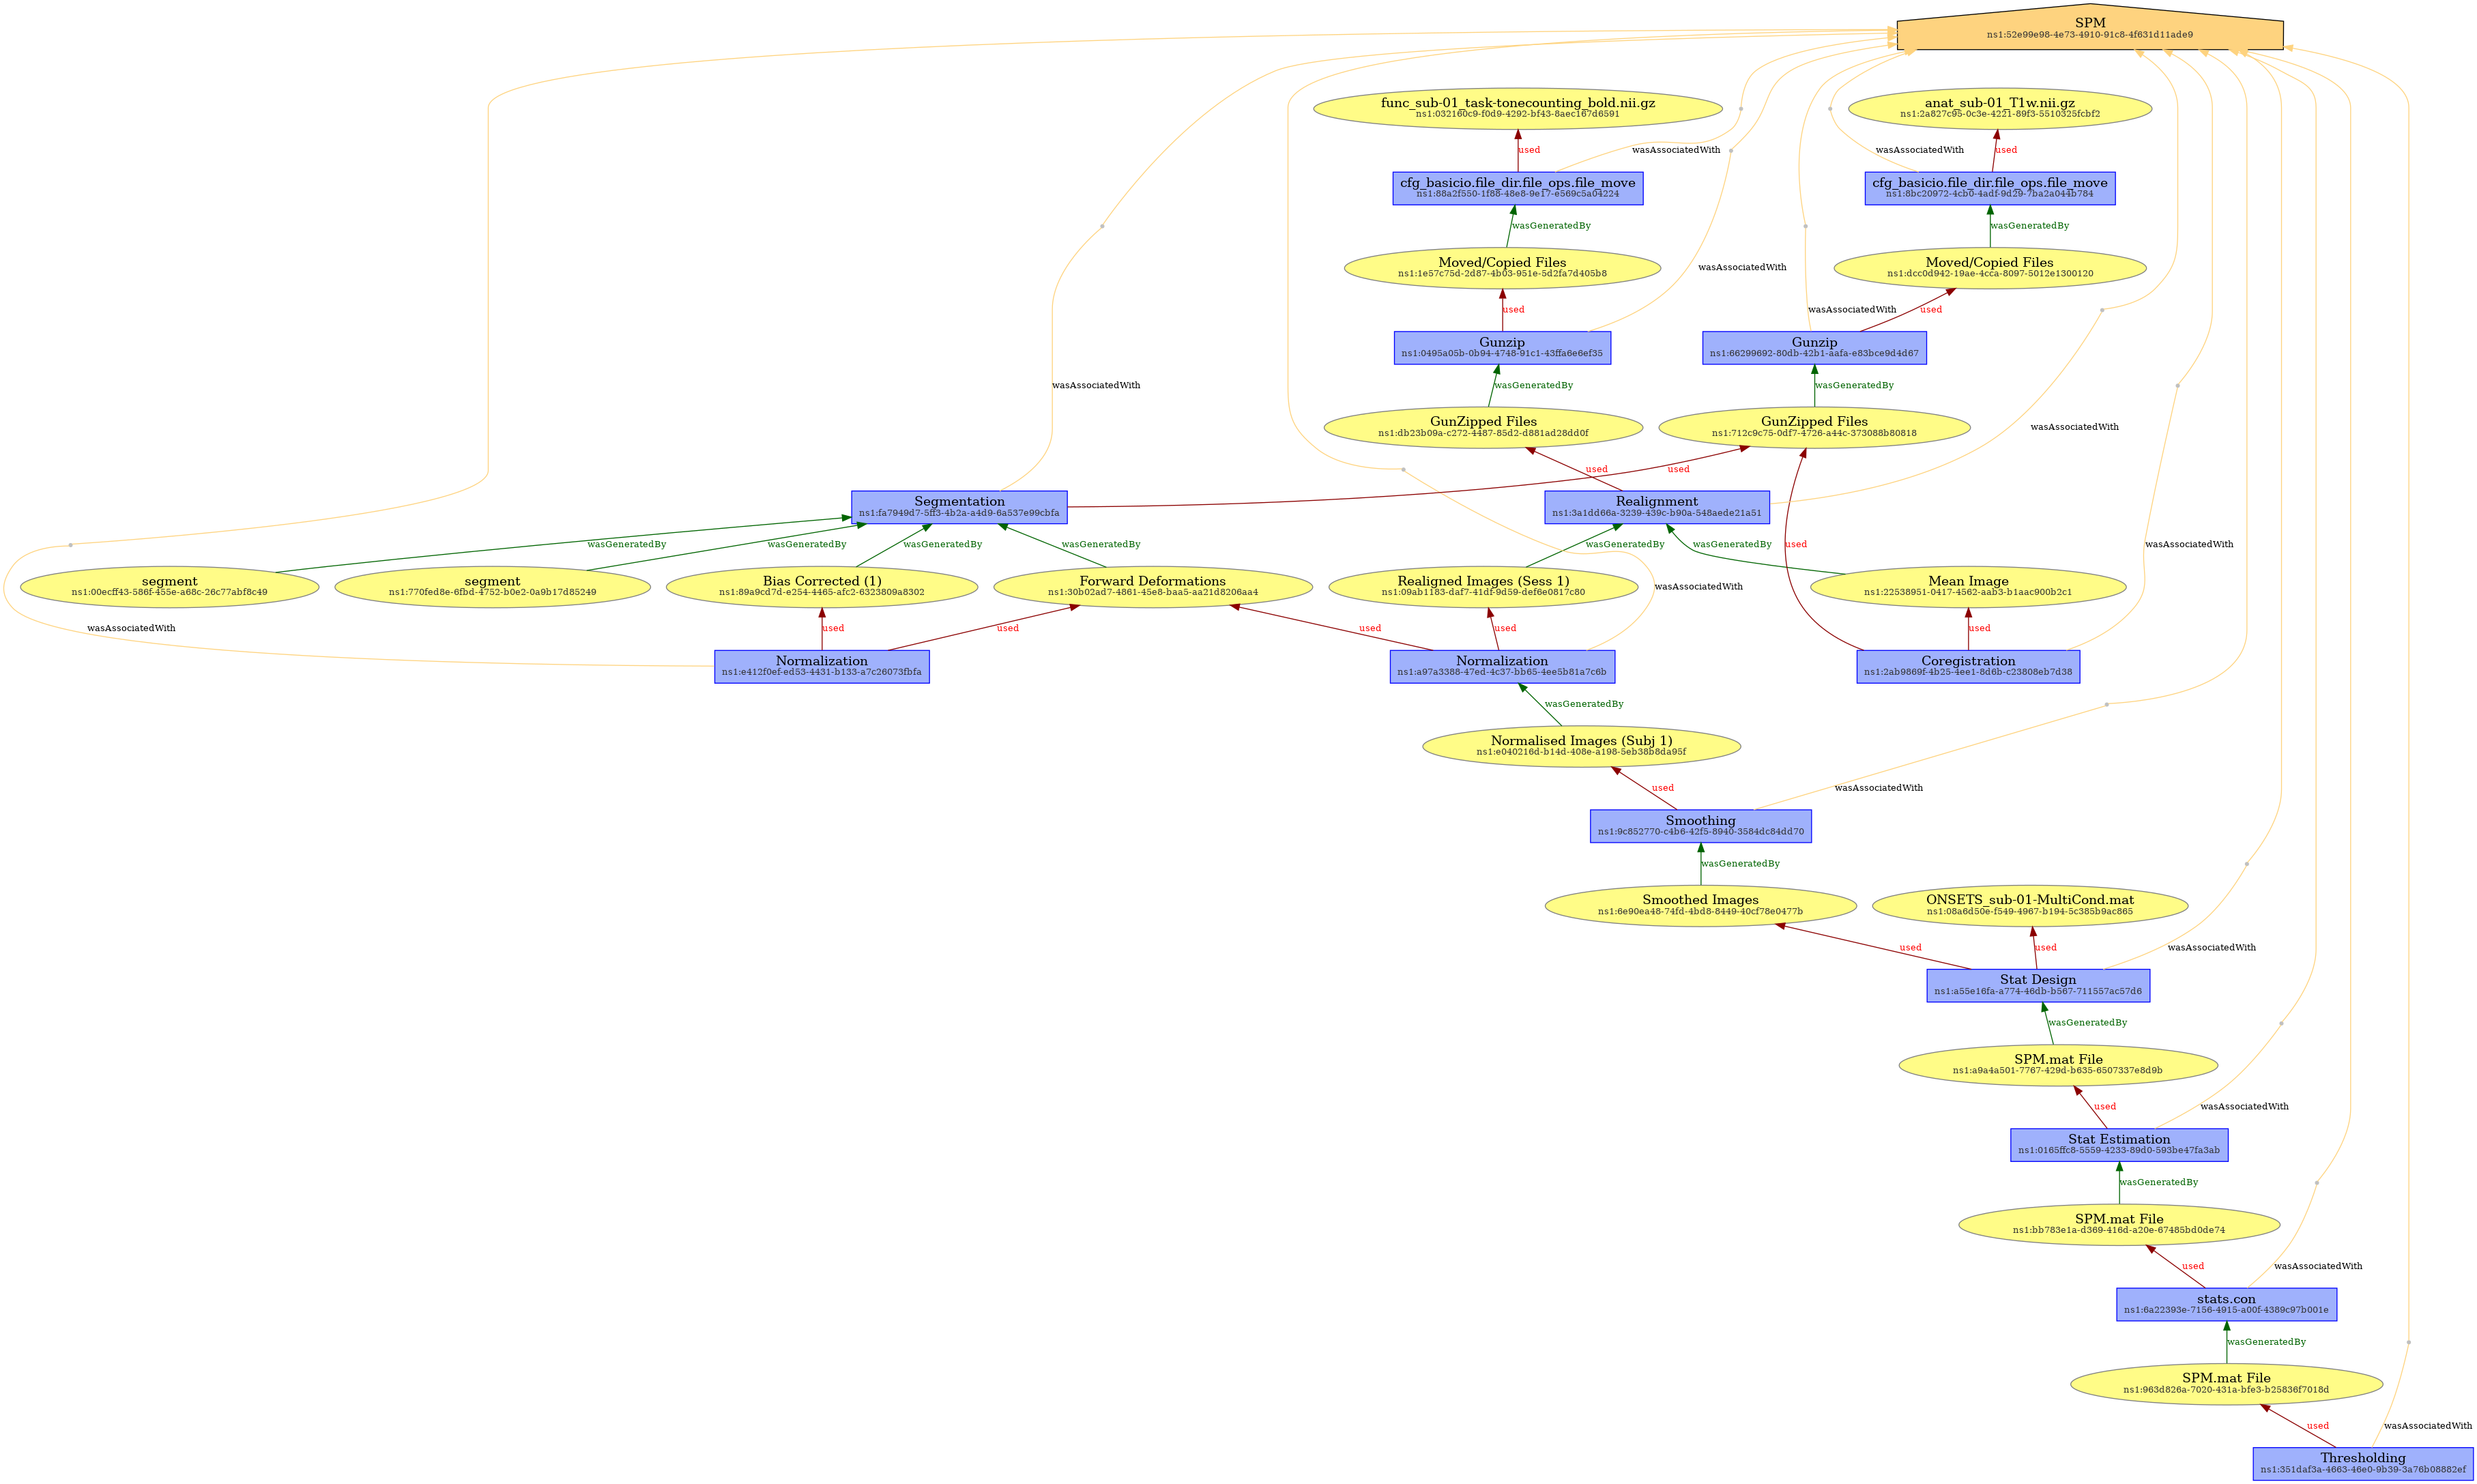 SPM
ns1:52e99e98-4e73-4910-91c8-4f631d11ade9
func_sub-01_task-tonecounting_bold.nii.gz
ns1:032160c9-f0d9-4292-bf43-8aec167d6591
anat_sub-01_T1w.nii.gz
ns1:2a827c95-0c3e-4221-89f3-5510325fcbf2
used
wasAssociatedWith
wasAssociatedWith
used
cfg_basicio.file_dir.file_ops.file_move
ns1:88a2f550-1f88-48e8-9e17-e569c5a04224
cfg_basicio.file_dir.file_ops.file_move
ns1:8bc20972-4cb0-4adf-9d29-7ba2a044b784
wasGeneratedBy
wasGeneratedBy
Moved/Copied Files
ns1:1e57c75d-2d87-4b03-951e-5d2fa7d405b8
Moved/Copied Files
ns1:dcc0d942-19ae-4cca-8097-5012e1300120
wasAssociatedWith
used
wasAssociatedWith
used
Gunzip
ns1:0495a05b-0b94-4748-91c1-43ffa6e6ef35
Gunzip
ns1:66299692-80db-42b1-aafa-e83bce9d4d67
wasAssociatedWith
wasGeneratedBy
wasGeneratedBy
GunZipped Files
ns1:db23b09a-c272-4487-85d2-d881ad28dd0f
GunZipped Files
ns1:712c9c75-0df7-4726-a44c-373088b80818
wasAssociatedWith
used
used
Segmentation
ns1:fa7949d7-5ff3-4b2a-a4d9-6a537e99cbfa
Realignment
ns1:3a1dd66a-3239-439c-b90a-548aede21a51
wasGeneratedBy
wasGeneratedBy
wasGeneratedBy
wasGeneratedBy
wasGeneratedBy
wasGeneratedBy
used
wasAssociatedWith
segment
ns1:00ecff43-586f-455e-a68c-26c77abf8c49
segment
ns1:770fed8e-6fbd-4752-b0e2-0a9b17d85249
Bias Corrected (1)
ns1:89a9cd7d-e254-4465-afc2-6323809a8302
Forward Deformations
ns1:30b02ad7-4861-45e8-baa5-aa21d8206aa4
Realigned Images (Sess 1)
ns1:09ab1183-daf7-41df-9d59-def6e0817c80
wasAssociatedWith
Mean Image
ns1:22538951-0417-4562-aab3-b1aac900b2c1
wasAssociatedWith
used
used
used
used
used
Normalization
ns1:e412f0ef-ed53-4431-b133-a7c26073fbfa
Normalization
ns1:a97a3388-47ed-4c37-bb65-4ee5b81a7c6b
Coregistration
ns1:2ab9869f-4b25-4ee1-8d6b-c23808eb7d38
wasGeneratedBy
Normalised Images (Subj 1)
ns1:e040216d-b14d-408e-a198-5eb38b8da95f
used
wasAssociatedWith
Smoothing
ns1:9c852770-c4b6-42f5-8940-3584dc84dd70
wasGeneratedBy
Smoothed Images
ns1:6e90ea48-74fd-4bd8-8449-40cf78e0477b
ONSETS_sub-01-MultiCond.mat
ns1:08a6d50e-f549-4967-b194-5c385b9ac865
used
used
wasAssociatedWith
Stat Design
ns1:a55e16fa-a774-46db-b567-711557ac57d6
wasGeneratedBy
SPM.mat File
ns1:a9a4a501-7767-429d-b635-6507337e8d9b
used
wasAssociatedWith
Stat Estimation
ns1:0165ffc8-5559-4233-89d0-593be47fa3ab
wasGeneratedBy
SPM.mat File
ns1:bb783e1a-d369-416d-a20e-67485bd0de74
used
wasAssociatedWith
stats.con
ns1:6a22393e-7156-4915-a00f-4389c97b001e
wasGeneratedBy
SPM.mat File
ns1:963d826a-7020-431a-bfe3-b25836f7018d
used
wasAssociatedWith
Thresholding
ns1:351daf3a-4663-46e0-9b39-3a76b08882ef